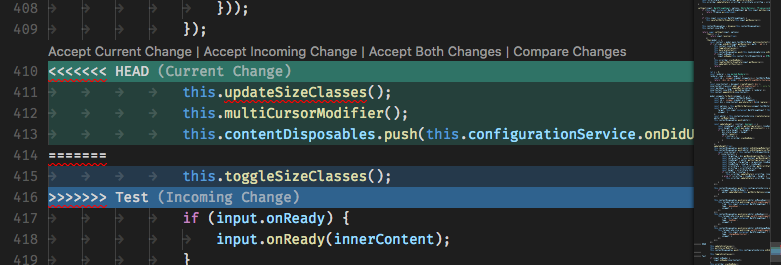 408 }));
409 });
Accept Current Change | Accept Incoming Change | Accept Both Changes | Compare Changes
410 <<<<<<< HEAD (Current Change)
411 this.updateSizeClasses();
412 this.multiCursorModifier();
413 this.contentDisposables.push(this.configurationService.onDidU
414 =======
415 this.toggleSizeClasses();
416 >>>>>>> Test (Incoming Change)
417 if (input.onReady) {
418 input.onReady(innerContent);
419 }